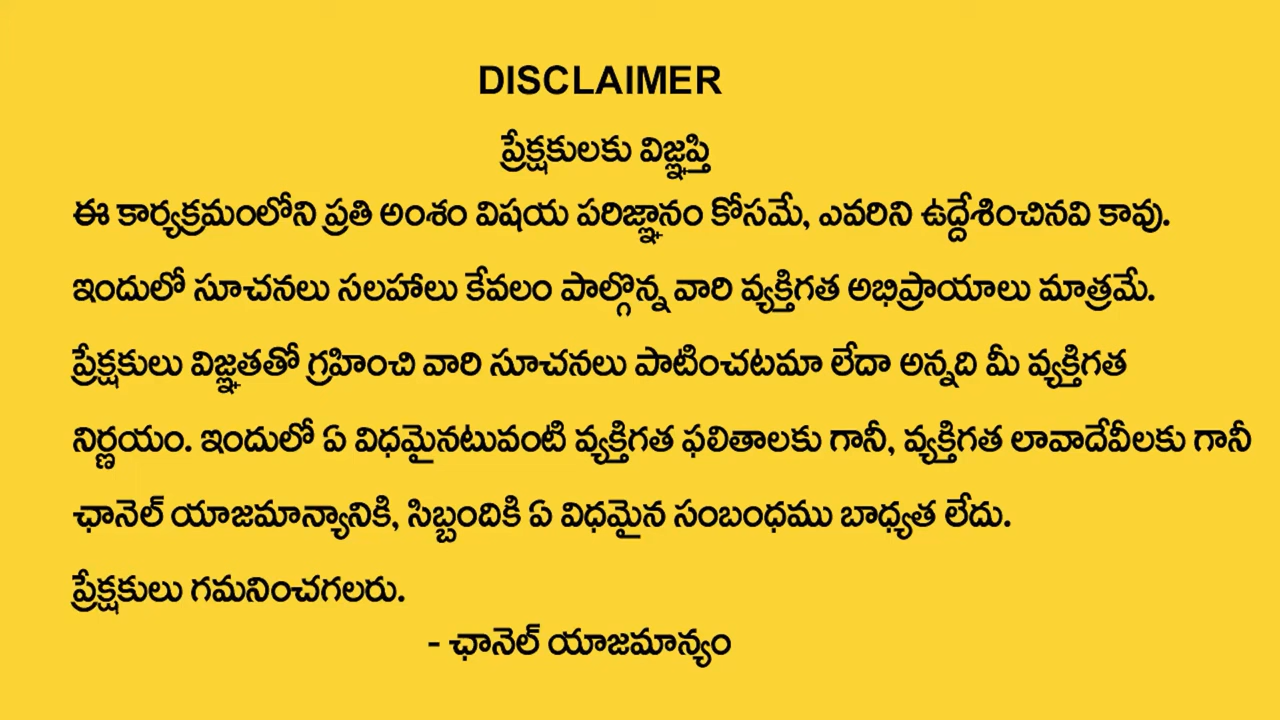 DISCLAIMER
ప్రేక్షకులకు విజ్ఞప్తి
ఈ కార్యక్రమంలోని ప్రతి అంశం విషయ పరిజ్ఞానం కోసమే, ఎవరిని ఉద్దేశించినవి కావు.
ఇందులో సూచనలు సలహాలు కేవలం పాల్గొన్న వారి వ్యక్తిగత అభిప్రాయాలు మాత్రమే.
ప్రేక్షకులు విజ్ఞతతో గ్రహించి వారి సూచనలు పాటించటమా లేదా అన్నది మీ వ్యక్తిగత
నిర్ణయం. ఇందులో ఏ విధమైనటువంటి వ్యక్తిగత ఫలితాలకు గానీ, వ్యక్తిగత లావాదేవీలకు గానీ
ఛానెల్ యాజమాన్యానికి, సిబ్బందికి ఏ విధమైన సంబంధము బాధ్యత లేదు.
ప్రేక్షకులు గమనించగలరు.
- ఛానెల్ యాజమాన్యం